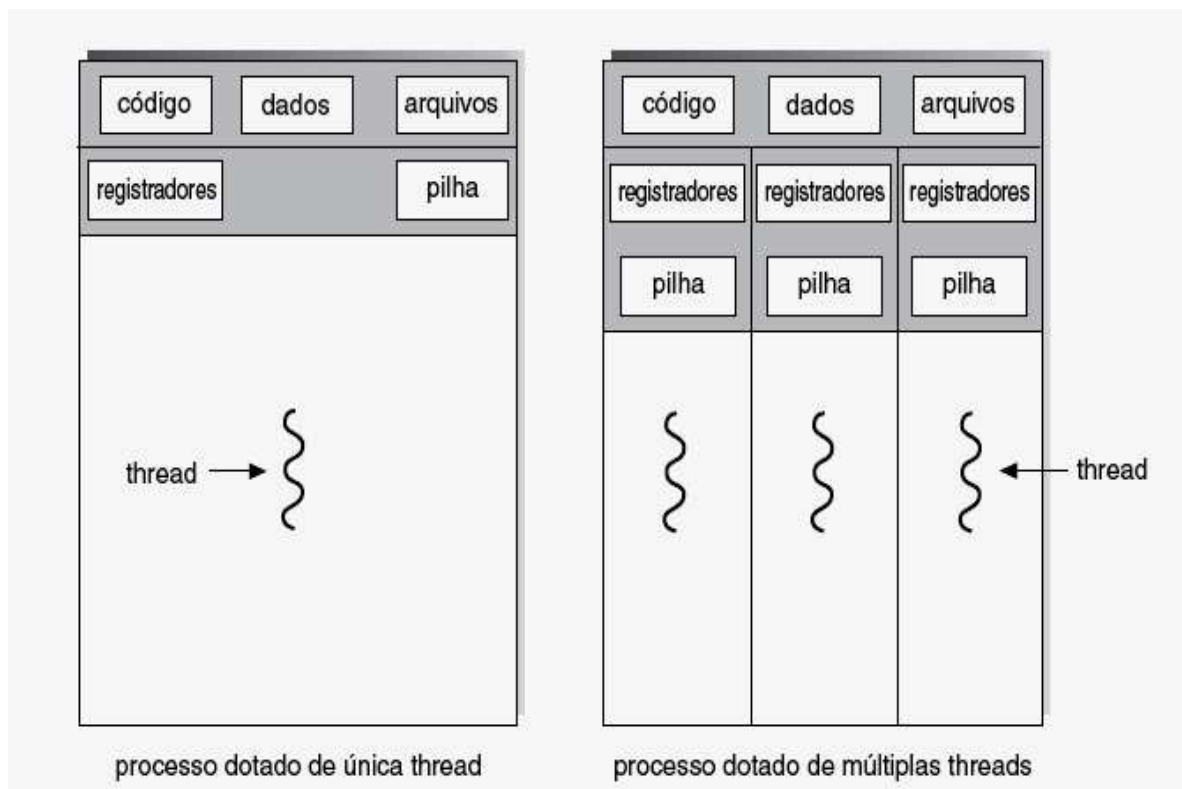 código dados arquivos
registradores pilha
thread
processo dotado de única thread
código dados arquivos
registradores registradores registradores
pilha pilha pilha
thread
processo dotado de múltiplas threads